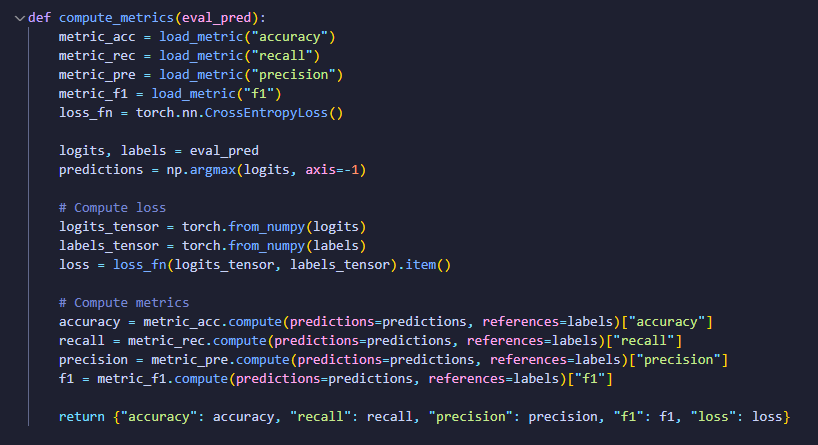 def compute_metrics(eval_pred):
    metric_acc = load_metric("accuracy")
    metric_rec = load_metric("recall")
    metric_pre = load_metric("precision")
    metric_f1 = load_metric("f1")
    loss_fn = torch.nn.CrossEntropyLoss()

    logits, labels = eval_pred
    predictions = np.argmax(logits, axis=-1)

    # Compute loss
    logits_tensor = torch.from_numpy(logits)
    labels_tensor = torch.from_numpy(labels)
    loss = loss_fn(logits_tensor, labels_tensor).item()

    # Compute metrics
    accuracy = metric_acc.compute(predictions=predictions, references=labels)["accuracy"]
    recall = metric_rec.compute(predictions=predictions, references=labels)["recall"]
    precision = metric_pre.compute(predictions=predictions, references=labels)["precision"]
    f1 = metric_f1.compute(predictions=predictions, references=labels)["f1"]

    return {"accuracy": accuracy, "recall": recall, "precision": precision, "f1": f1, "loss": loss}